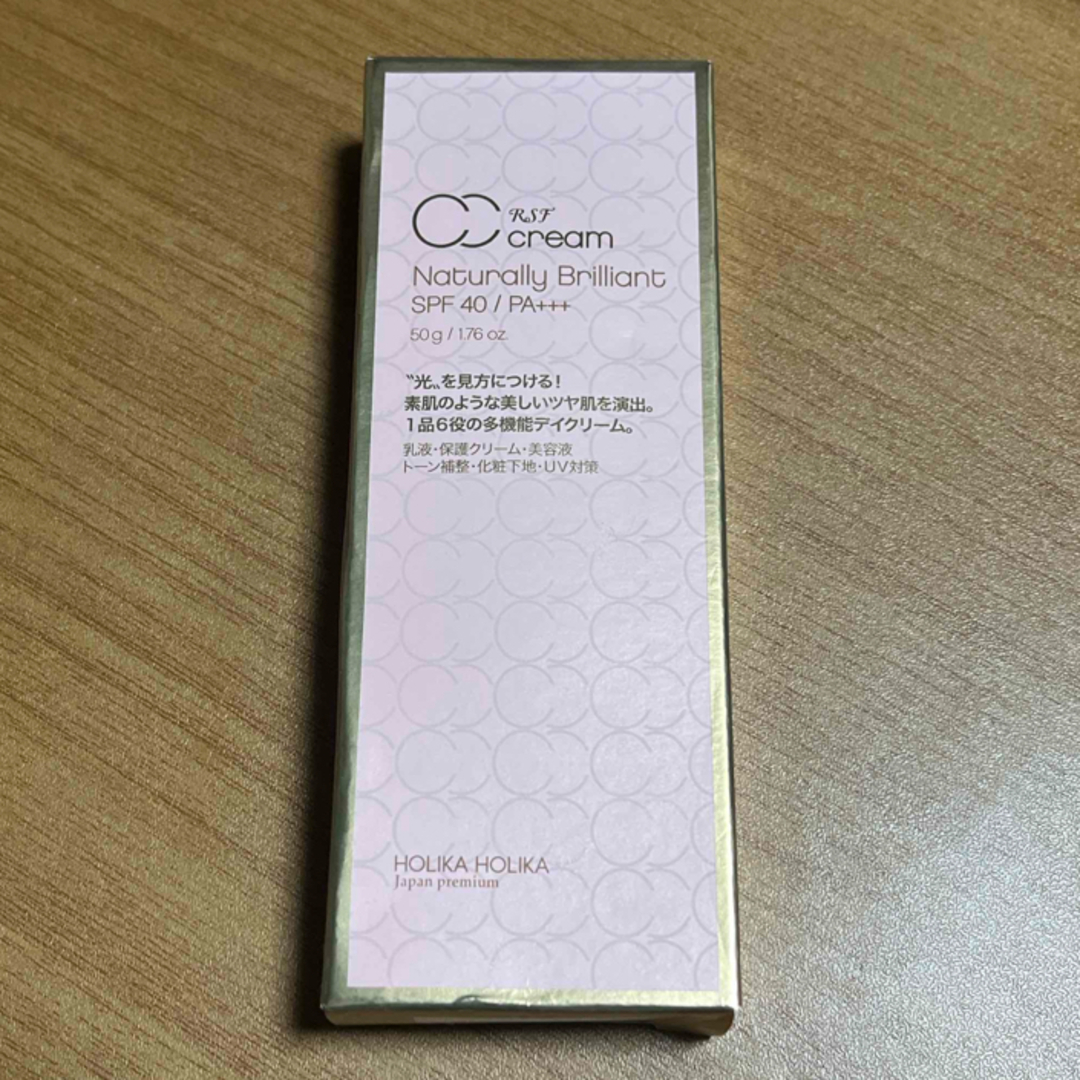 CC RSF cream
Naturally Brilliant
SPF 40 / PA+++
50g / 1.76 oz.
〝光〟を見方につける!
素肌のような美しいツヤ肌を演出。
1品6役の多機能デイクリーム。
乳液・保護クリーム・美容液
トーン補整・化粧下地・UV対策
HOLIKA HOLIKA
Japan premium